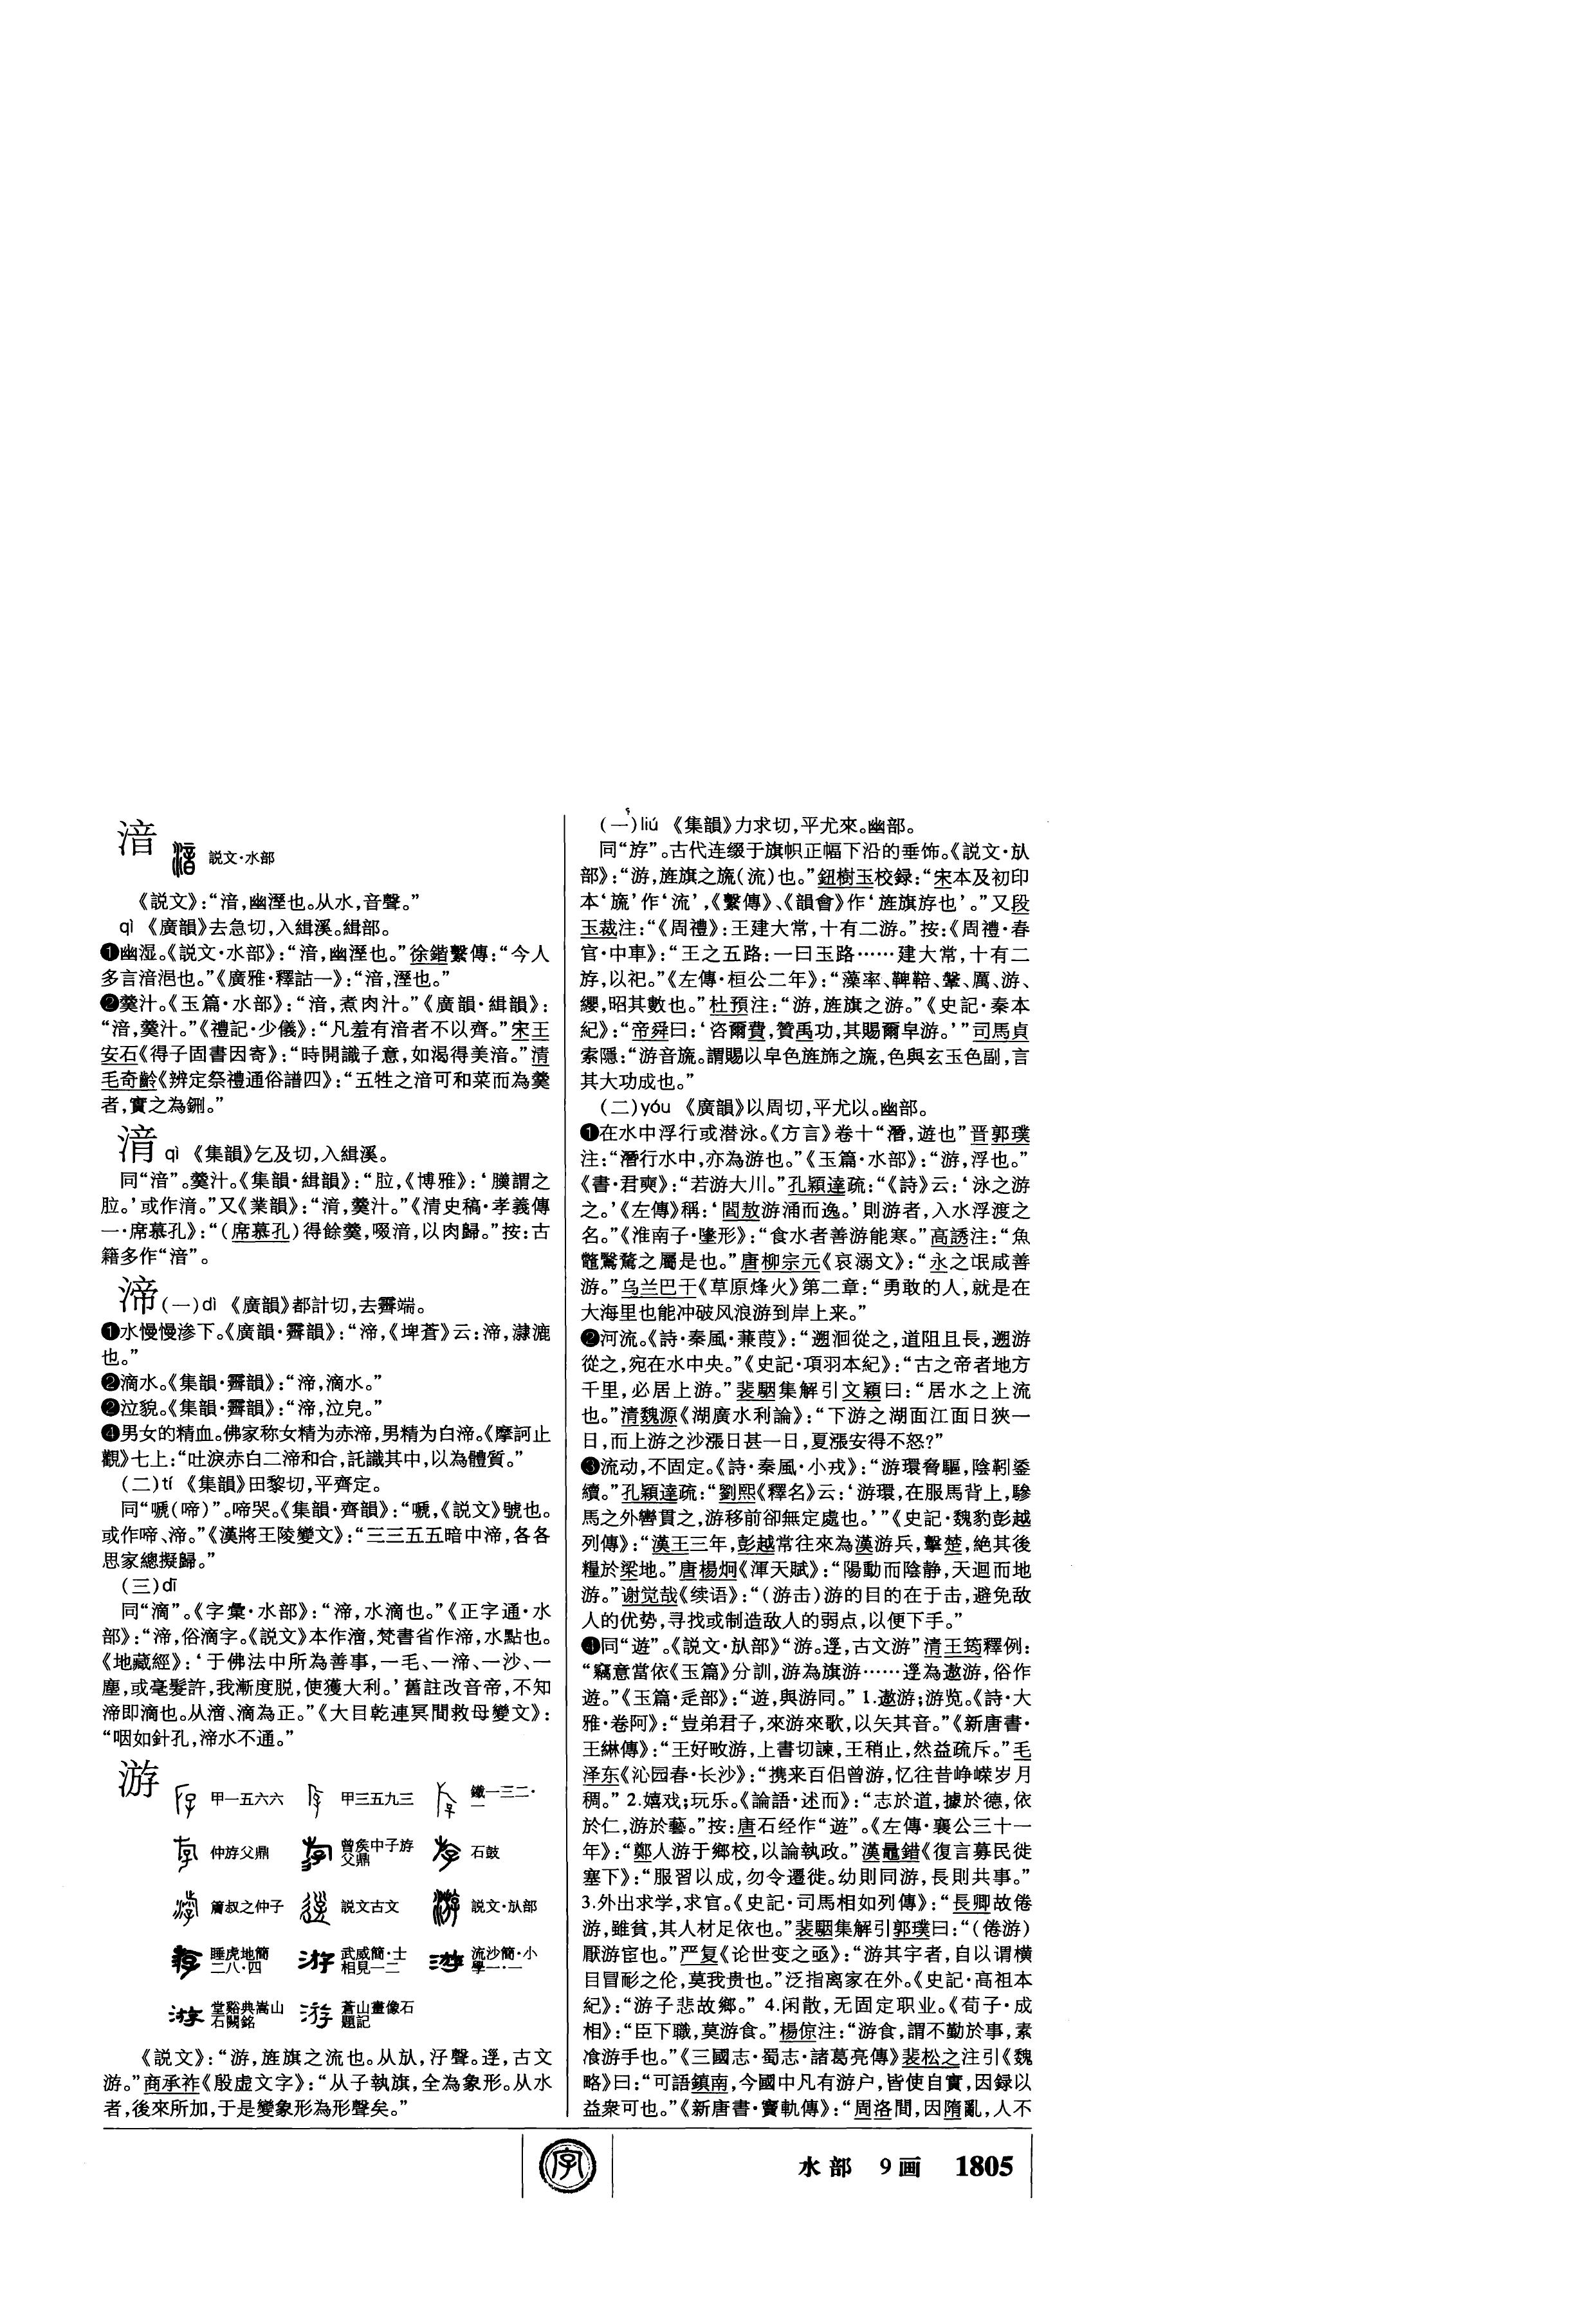 湆
説文·水部
《説文》：“湆，幽溼也。从水，音聲。”
qì 《廣韻》去急切，入緝溪。緝部。
❶幽湿。《説文·水部》：“湆，幽溼也。”徐鍇繫傳：“今人
多言湆浥也。”《廣雅·釋詁一》：“湆，溼也。”
❷羹汁。《玉篇·水部》：“湆，煮肉汁。”《廣韻·緝韻》：
“湆，羹汁。”《禮記·少儀》：“凡羞有湆者不以齊。”宋王
安石《得子固書因寄》：“時開識子意，如渴得美湆。”清
毛奇齡《辨定祭禮通俗譜四》：“五牲之湆可和菜而為羹
者，實之為鉶。”
湇 qì 《集韻》乞及切，入緝溪。
同“湆”。羹汁。《集韻·緝韻》：“䏠，《博雅》：‘膹謂之
䏠。’或作湇。”又《業韻》：“湇，羹汁。”《清史稿·孝義傳
一·席慕孔》：“（席慕孔）得餘羹，啜湇，以肉歸。”按：古
籍多作“湆”。
渧（一）dì 《廣韻》都計切，去霽端。
❶水慢慢渗下。《廣韻·霽韻》：“渧，《埤蒼》云：渧，㵩漉
也。”
❷滴水。《集韻·霽韻》：“渧，滴水。”
❷泣貌。《集韻·霽韻》：“渧，泣皃。”
❹男女的精血。佛家称女精为赤渧，男精为白渧。《摩訶止
觀》七上：“吐淚赤白二渧和合，託識其中，以為體質。”
（二）tí 《集韻》田黎切，平齊定。
同“嗁（啼）”。啼哭。《集韻·齊韻》：“嗁，《説文》號也。
或作啼、渧。”《漢將王陵變文》：“三三五五暗中渧，各各
思家總擬歸。”
（三）dī
同“滴”。《字彙·水部》：“渧，水滴也。”《正字通·水
部》：“渧，俗滴字。《説文》本作滴，梵書省作渧，水點也。
《地藏經》：‘于佛法中所為善事，一毛、一渧、一沙、一
塵，或毫髮許，我漸度脱，使獲大利。’舊註改音帝，不知
渧即滴也。从滴、滴為正。”《大目乾連冥間救母變文》：
“咽如針孔，渧水不通。”
游
甲一五六六 甲三五九三 鐵一三二·一
仲斿父鼎 曾矦中子斿父鼎 石鼓
簷叔之仲子 説文古文 説文·㫃部
睡虎地簡二八·四 武威簡·士相見一二 流沙簡·小學一·一
堂谿典嵩山石闕銘 蒼山畫像石題記
《説文》：“游，旌旗之流也。从㫃，汓聲。𨒰，古文
游。”商承祚《殷虚文字》：“从子執旗，全為象形。从水
者，後來所加，于是變象形為形聲矣。”
（一）liú 《集韻》力求切，平尤來。幽部。
同“斿”。古代连缀于旗帜正幅下沿的垂饰。《説文·㫃
部》：“游，旌旗之旒（流）也。”鈕樹玉校録：“宋本及初印
本‘旒’作‘流’，《繫傳》、《韻會》作‘旌旗斿也’。”又段
玉裁注：“《周禮》：王建大常，十有二游。”按：《周禮·春
官·巾車》：“王之五路：一曰玉路……建大常，十有二
斿，以祀。”《左傳·桓公二年》：“藻率、鞞鞛、鞶、厲、游、
纓，昭其數也。”杜預注：“游，旌旗之游。”《史記·秦本
紀》：“帝舜曰：‘咨爾費，贊禹功，其賜爾皁游。’”司馬貞
索隱：“游音旒。謂賜以皁色旌斾之旒，色與玄玉色副，言
其大功成也。”
（二）yóu 《廣韻》以周切，平尤以。幽部。
❶在水中浮行或潜泳。《方言》卷十“潛，遊也”晋郭璞
注：“潛行水中，亦為游也。”《玉篇·水部》：“游，浮也。”
《書·君奭》：“若游大川。”孔穎達疏：“《詩》云：‘泳之游
之。’《左傳》稱：‘閻敖游涌而逸。’則游者，入水浮渡之
名。”《淮南子·墬形》：“食水者善游能寒。”高誘注：“魚
鼈鷖鶩之屬是也。”唐柳宗元《哀溺文》：“永之氓咸善
游。”乌兰巴干《草原烽火》第二章：“勇敢的人，就是在
大海里也能冲破风浪游到岸上来。”
❷河流。《詩·秦風·蒹葭》：“遡洄從之，道阻且長，遡游
從之，宛在水中央。”《史記·項羽本紀》：“古之帝者地方
千里，必居上游。”裴駰集解引文穎曰：“居水之上流
也。”清魏源《湖廣水利論》：“下游之湖面江面日狹一
日，而上游之沙漲日甚一日，夏漲安得不怒？”
❸流动，不固定。《詩·秦風·小戎》：“游環脅驅，陰靷鋈
續。”孔穎達疏：“劉熙《釋名》云：‘游環，在服馬背上，驂
馬之外轡貫之，游移前卻無定處也。’”《史記·魏豹彭越
列傳》：“漢王三年，彭越常往來為漢游兵，擊楚，絶其後
糧於梁地。”唐楊炯《渾天賦》：“陽動而陰静，天迴而地
游。”谢觉哉《续语》：“（游击）游的目的在于击，避免敌
人的优势，寻找或制造敌人的弱点，以便下手。”
❹同“遊”。《説文·㫃部》“游。𨒰，古文游”清王筠釋例：
“竊意當依《玉篇》分訓，游為旗游……𨒰為遨游，俗作
遊。”《玉篇·辵部》：“遊，與游同。”1.遨游；游览。《詩·大
雅·卷阿》：“豈弟君子，來游來歌，以矢其音。”《新唐書·
王綝傳》：“王好畋游，上書切諫，王稍止，然益疏斥。”毛
泽东《沁园春·长沙》：“携来百侣曾游，忆往昔峥嵘岁月
稠。”2.嬉戏；玩乐。《論語·述而》：“志於道，據於德，依
於仁，游於藝。”按：唐石经作“遊”。《左傳·襄公三十一
年》：“鄭人游于鄉校，以論執政。”漢鼂錯《復言募民徙
塞下》：“服習以成，勿令遷徙。幼則同游，長則共事。”
3.外出求学，求官。《史記·司馬相如列傳》：“長卿故倦
游，雖貧，其人材足依也。”裴駰集解引郭璞曰：“（倦游）
厭游宦也。”严复《论世变之亟》：“游其宇者，自以谓横
目冒耏之伦，莫我贵也。”泛指离家在外。《史記·高祖本
紀》：“游子悲故鄉。”4.闲散，无固定职业。《荀子·成
相》：“臣下職，莫游食。”楊倞注：“游食，謂不勤於事，素
飡游手也。”《三國志·蜀志·諸葛亮傳》裴松之注引《魏
略》曰：“可語鎮南，今國中凡有游户，皆使自實，因録以
益衆可也。”《新唐書·竇軌傳》：“周洛間，因隋亂，人不
字
水部 9画 1805